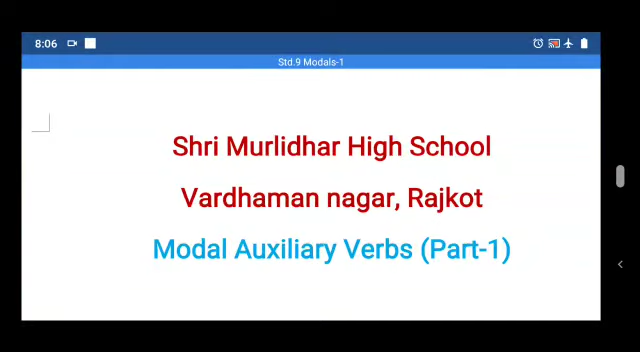 8:06
Std.9 Modals-1
Shri Murlidhar High School
Vardhaman nagar, Rajkot
Modal Auxiliary Verbs (Part-1)